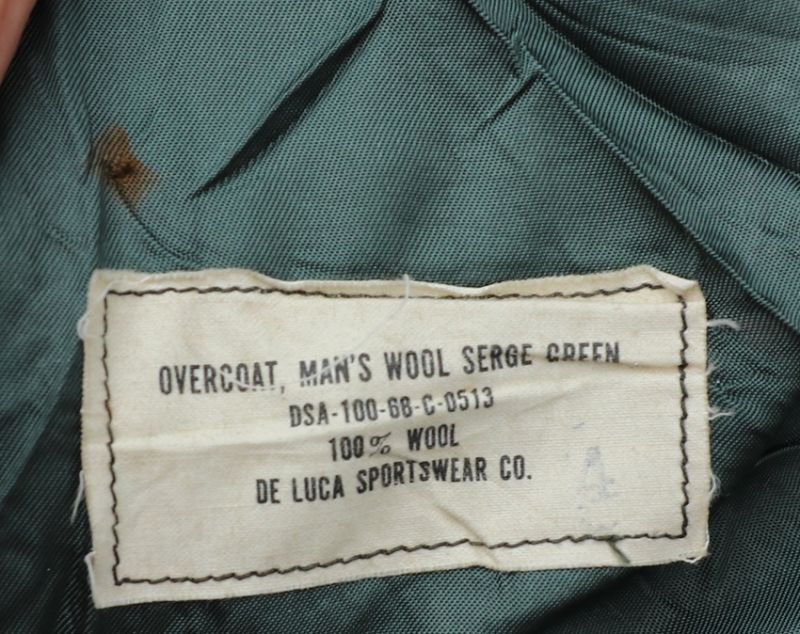 OVERCOAT, MAN'S WOOL SERGE GREEN
DSA-100-68-C-0513
100% WOOL
DE LUCA SPORTSWEAR CO.